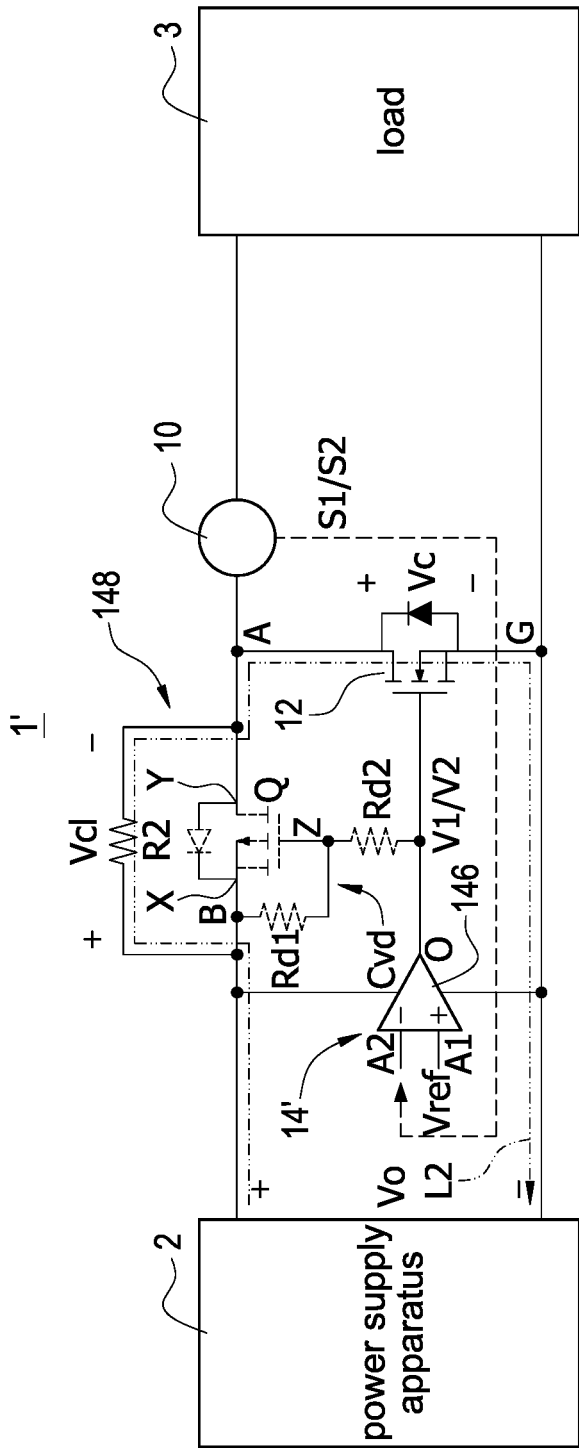 1'
148
Vcl
+
−
R2
X
Y
B
A
Q
Z
Rd1
Rd2
Cvd
10
S1/S2
2
3
power supply
apparatus
load
+
Vo
−
L2
14'
A2
−
Vref
+
A1
O
146
V1/V2
12
+
Vc
−
G